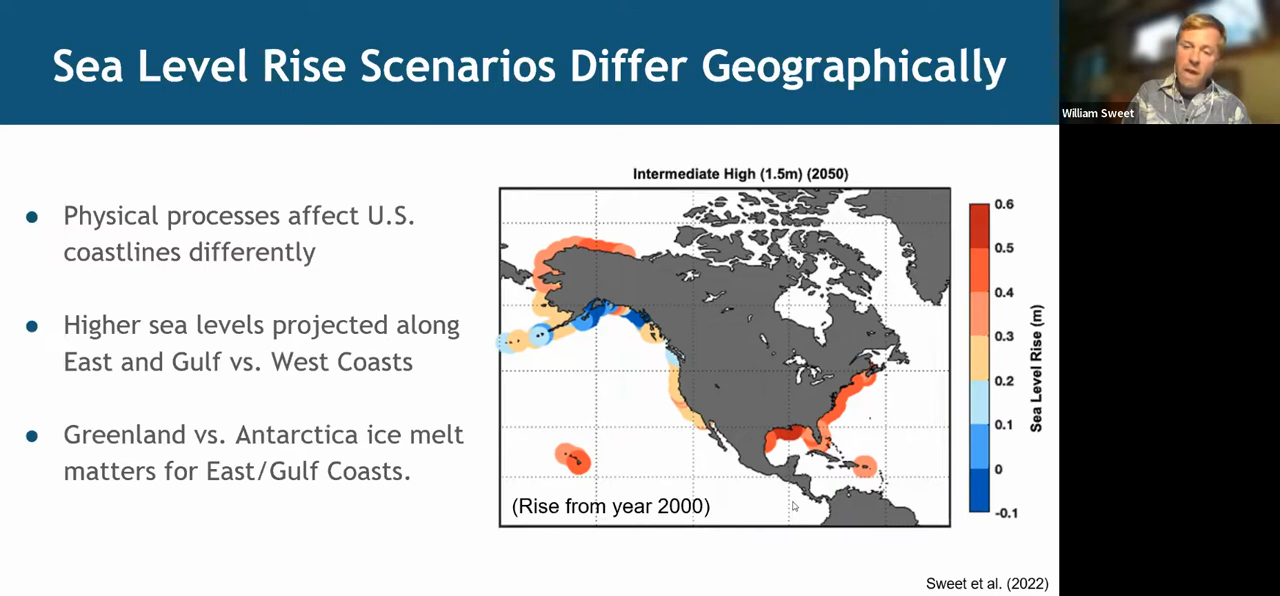 Sea Level Rise Scenarios Differ Geographically
William Sweet
● Physical processes affect U.S.
coastlines differently
● Higher sea levels projected along
East and Gulf vs. West Coasts
● Greenland vs. Antarctica ice melt
matters for East/Gulf Coasts.
Intermediate High (1.5m) (2050)
0.6
0.5
0.4
0.3
0.2
0.1
0
-0.1
Sea Level Rise (m)
(Rise from year 2000)
Sweet et al. (2022)